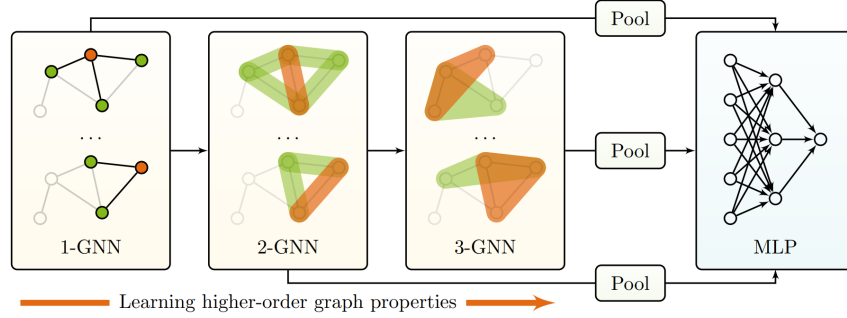 Pool
...
...
...
1-GNN
2-GNN
3-GNN
Pool
MLP
Pool
Learning higher-order graph properties